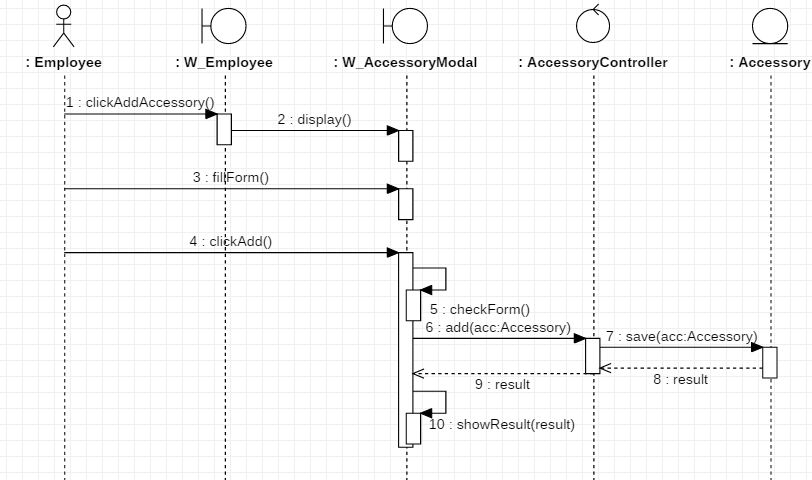 : Employee
: W_Employee
: W_AccessoryModal
: AccessoryController
: Accessory
1 : clickAddAccessory()
2 : display()
3 : fillForm()
4 : clickAdd()
5 : checkForm()
6 : add(acc:Accessory)
7 : save(acc:Accessory)
8 : result
9 : result
10 : showResult(result)